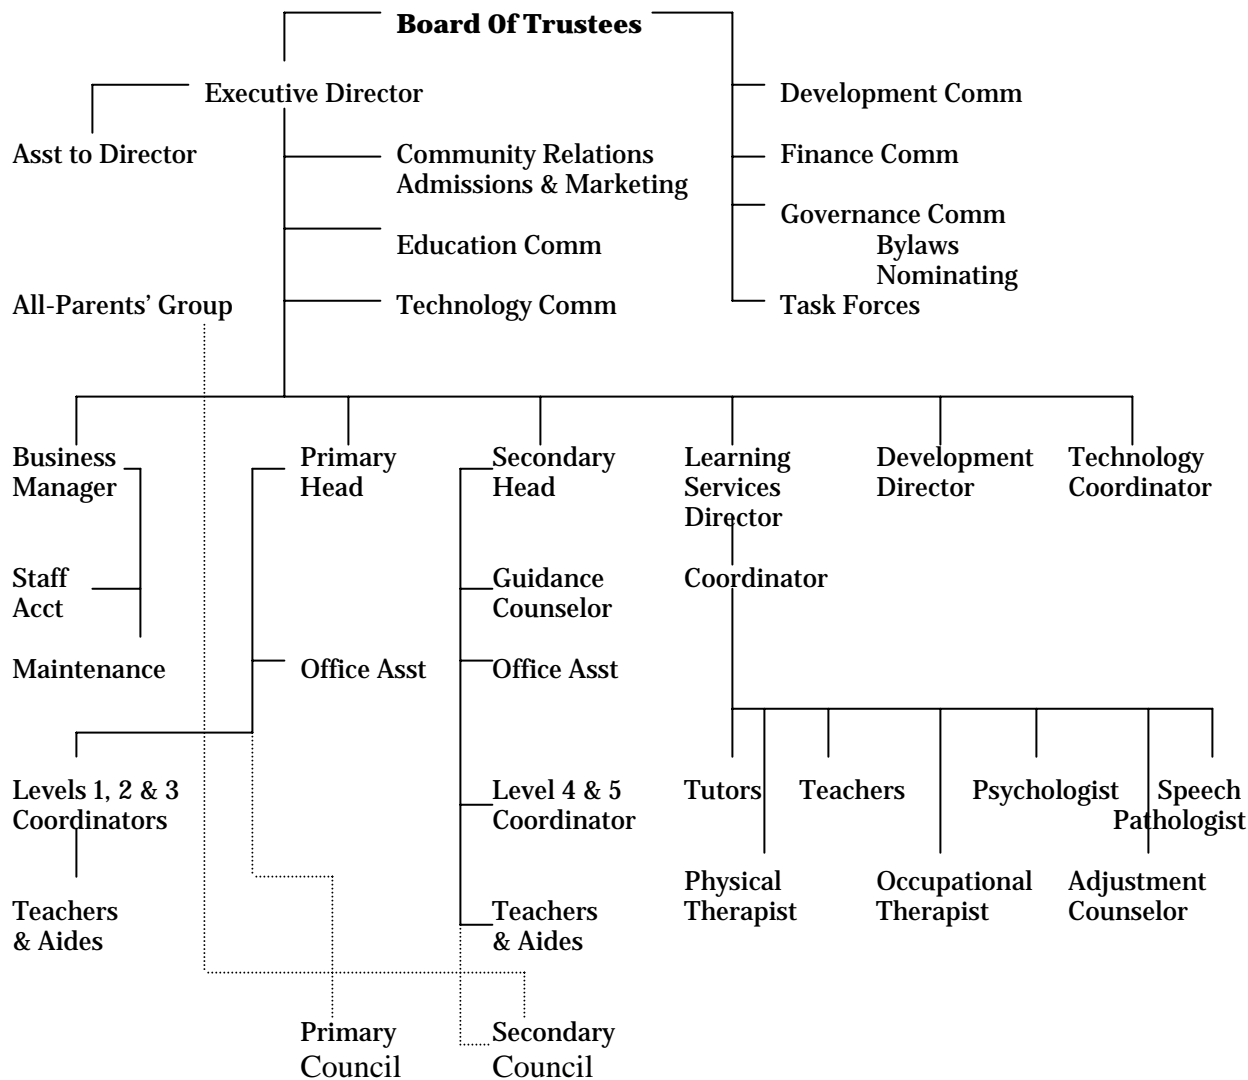 Board Of Trustees
Executive Director
Development Comm
Asst to Director
Community Relations
Admissions & Marketing
Finance Comm
Governance Comm
Bylaws
Nominating
Education Comm
All-Parents’ Group
Technology Comm
Task Forces
Business
Manager
Primary
Head
Secondary
Head
Learning
Services
Director
Development
Director
Technology
Coordinator
Staff
Acct
Guidance
Counselor
Coordinator
Maintenance
Office Asst
Office Asst
Levels 1, 2 & 3
Coordinators
Level 4 & 5
Coordinator
Tutors
Teachers
Psychologist
Speech
Pathologist
Physical
Therapist
Occupational
Therapist
Adjustment
Counselor
Teachers
& Aides
Teachers
& Aides
Primary
Council
Secondary
Council